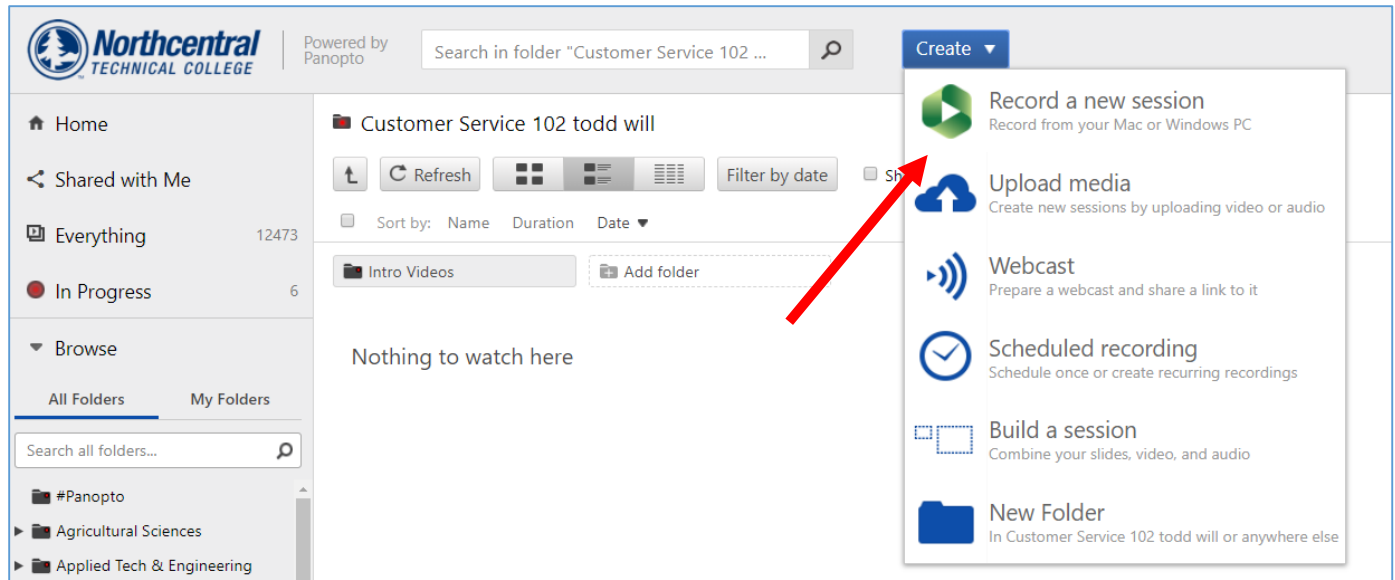 Northcentral
TECHNICAL COLLEGE
Powered by
Panopto
Search in folder "Customer Service 102 ...
Create
Home
Shared with Me
Everything 12473
In Progress 6
Browse
All Folders My Folders
Search all folders...
#Panopto
Agricultural Sciences
Applied Tech & Engineering
Customer Service 102 todd will
Refresh Filter by date Sh
Sort by: Name Duration Date
Intro Videos Add folder
Nothing to watch here
Record a new session
Record from your Mac or Windows PC
Upload media
Create new sessions by uploading video or audio
Webcast
Prepare a webcast and share a link to it
Scheduled recording
Schedule once or create recurring recordings
Build a session
Combine your slides, video, and audio
New Folder
In Customer Service 102 todd will or anywhere else